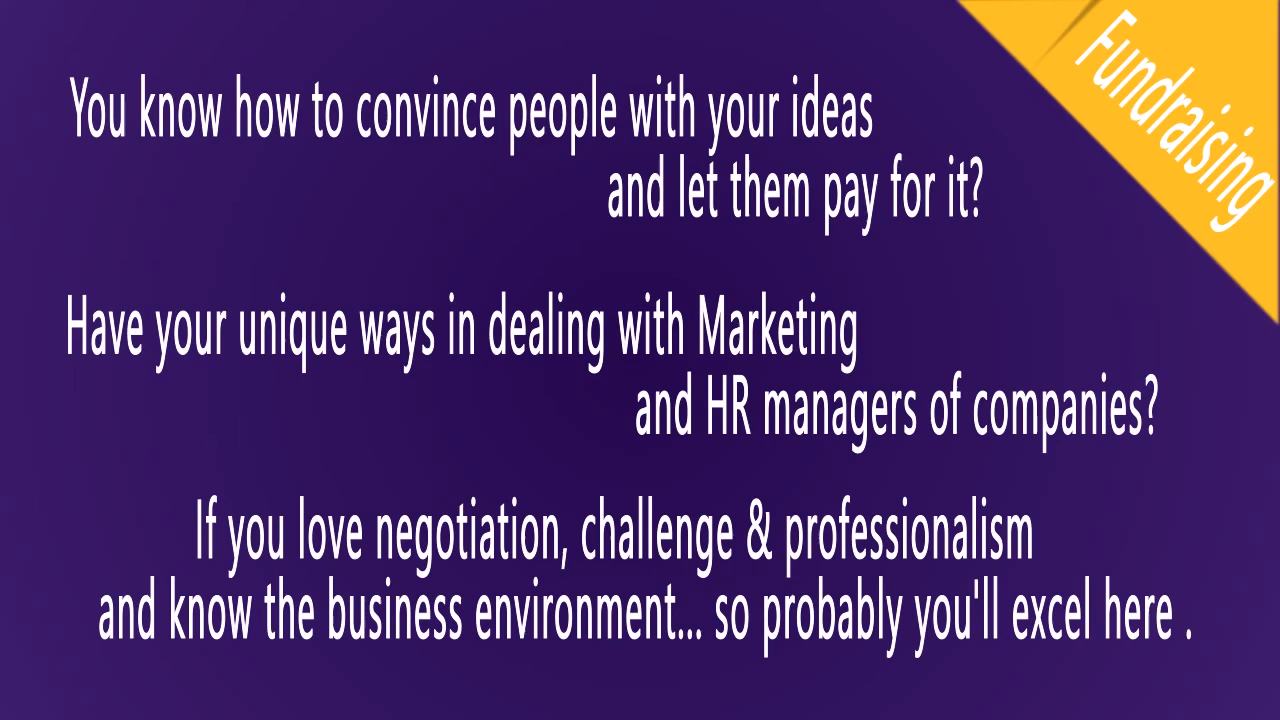 Fundraising
You know how to convince people with your ideas
and let them pay for it?
Have your unique ways in dealing with Marketing
and HR managers of companies?
If you love negotiation, challenge & professionalism
and know the business environment... so probably you'll excel here .